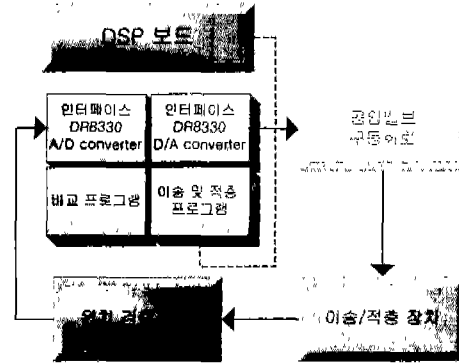 DSP 보드
인터페이스
DR8330
A/D converter
인터페이스
DR8330
D/A converter
비교 프로그램
이송 및 적층
프로그램
이송/적층 장치